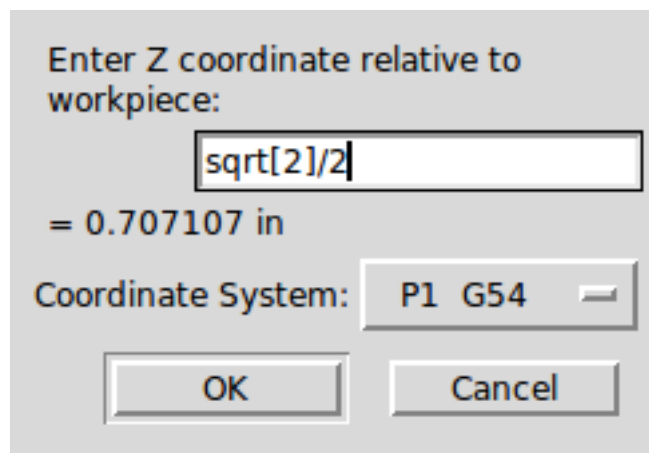 Enter Z coordinate relative to
workpiece:
sqrt[2]/2
= 0.707107 in
Coordinate System: P1 G54
OK Cancel